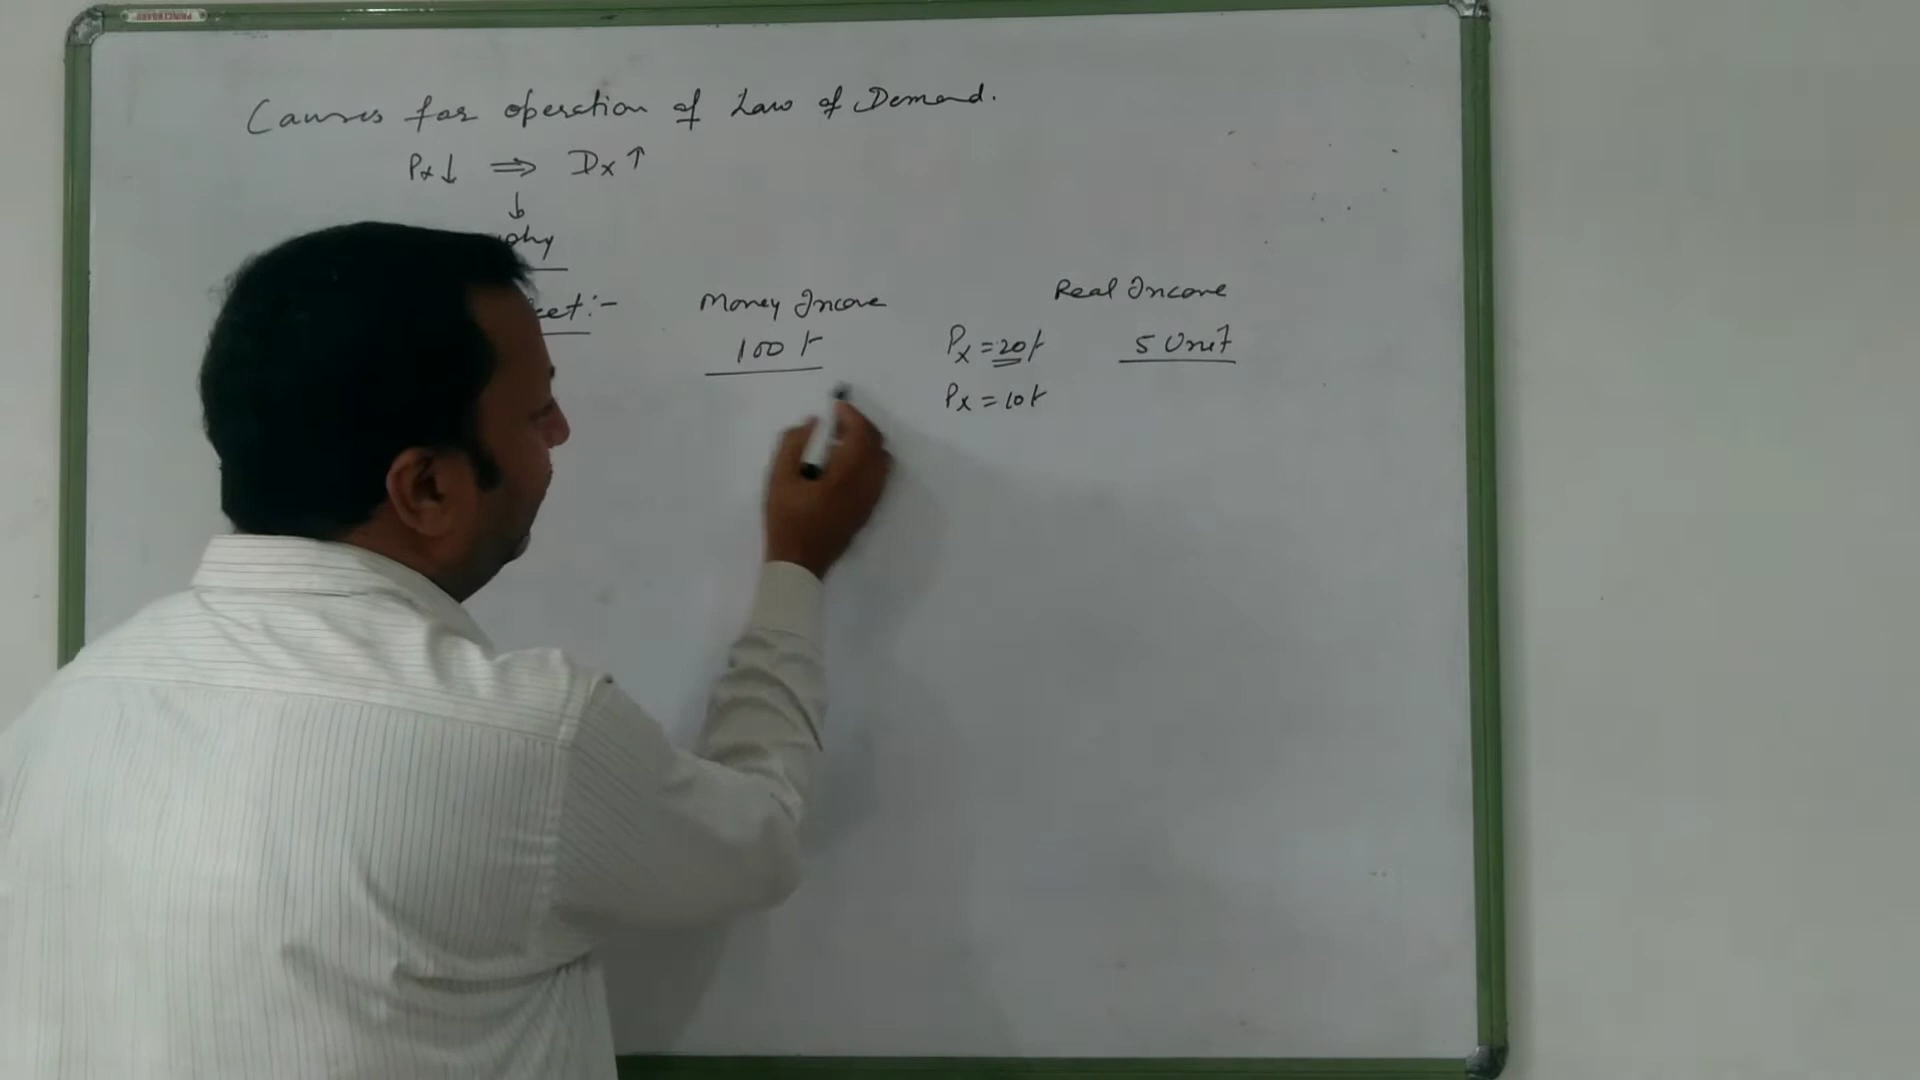 Causes for operation of Law of Demand.
Px↓ ⇒ Dx↑
↓
Money Income
Real Income
100 ₹
Px = 20 ₹
5 Unit
Px = 10 ₹